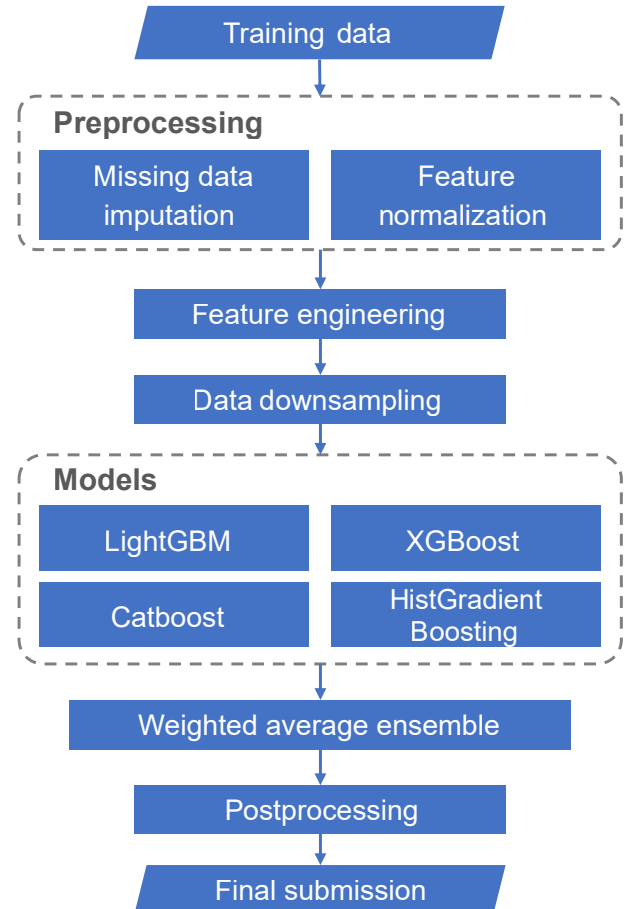 Training data
Preprocessing
Missing data
imputation
Feature
normalization
Feature engineering
Data downsampling
Models
LightGBM
XGBoost
Catboost
HistGradient
Boosting
Weighted average ensemble
Postprocessing
Final submission